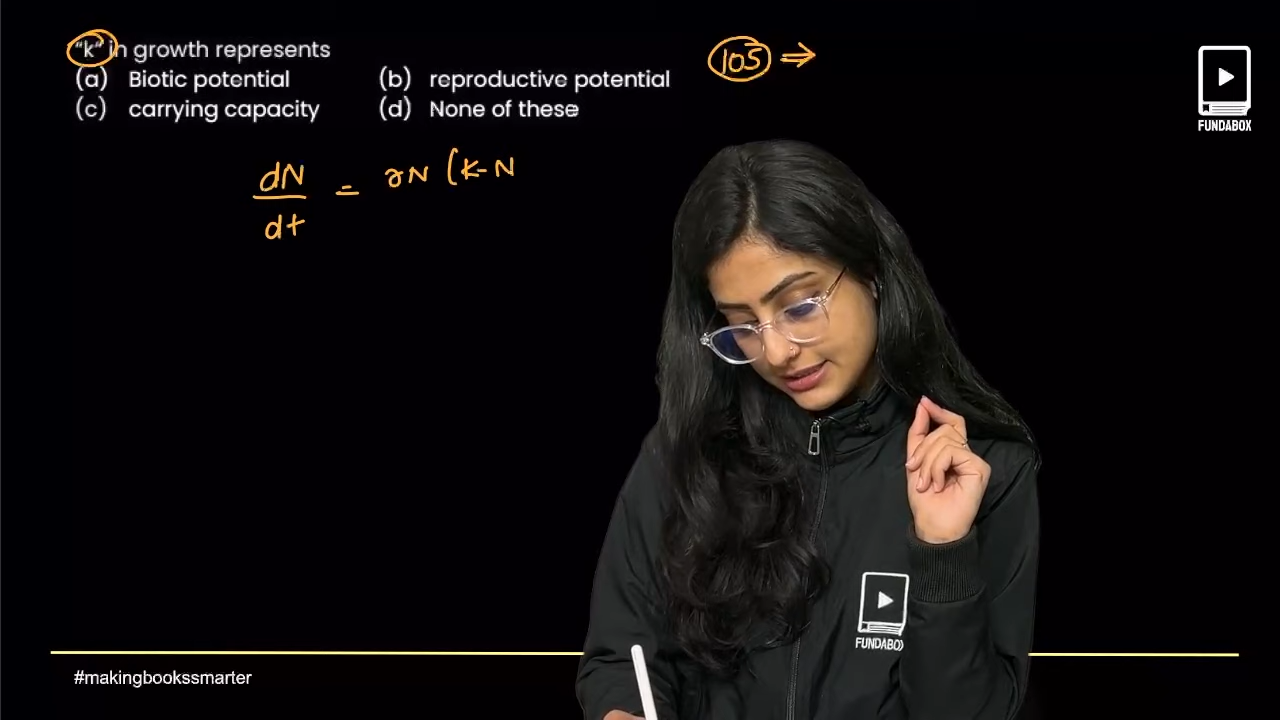 "k" in growth represents
(a) Biotic potential (b) reproductive potential
(c) carrying capacity (d) None of these
105 ⇒
FUNDABOX
dN = rN (K-N
dt
FUNDABOX
#makingbookssmarter